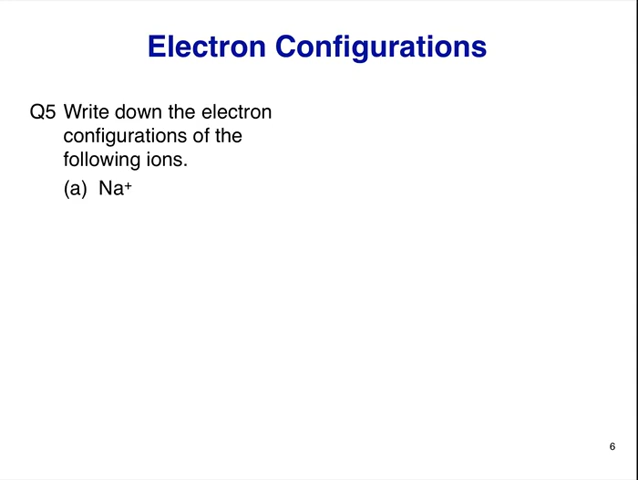 Electron Configurations
Q5 Write down the electron
configurations of the
following ions.
(a) Na⁺
6